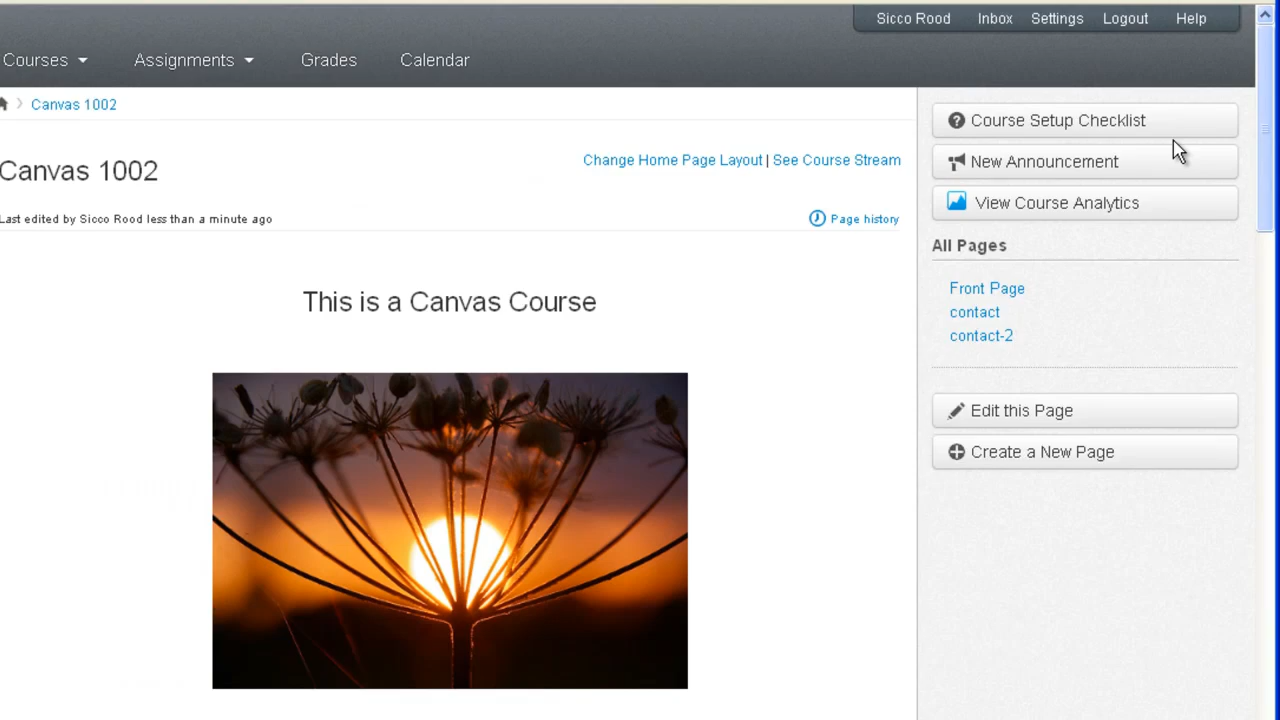 Sicco Rood Inbox Settings Logout Help
Courses Assignments Grades Calendar
Canvas 1002
Canvas 1002
Change Home Page Layout | See Course Stream
Last edited by Sicco Rood less than a minute ago
Page history
This is a Canvas Course
Course Setup Checklist
New Announcement
View Course Analytics
All Pages
Front Page
contact
contact-2
Edit this Page
Create a New Page